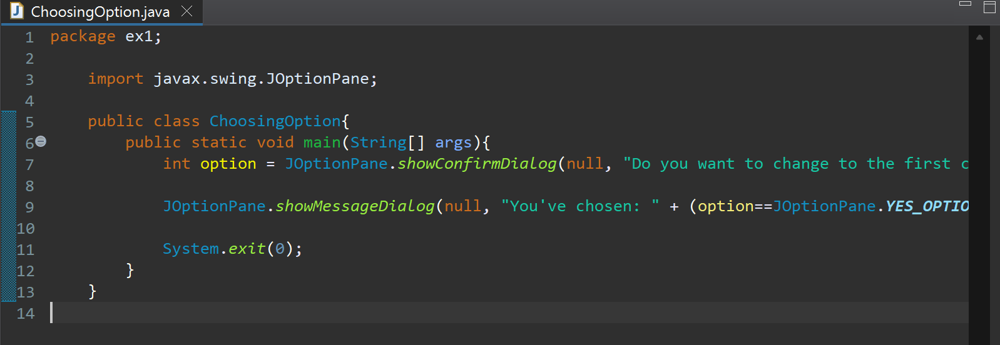 ChoosingOption.java
1 package ex1;
2
3 import javax.swing.JOptionPane;
4
5 public class ChoosingOption{
6 public static void main(String[] args){
7 int option = JOptionPane.showConfirmDialog(null, "Do you want to change to the first c
8
9 JOptionPane.showMessageDialog(null, "You've chosen: " + (option==JOptionPane.YES_OPTIO
10
11 System.exit(0);
12 }
13 }
14